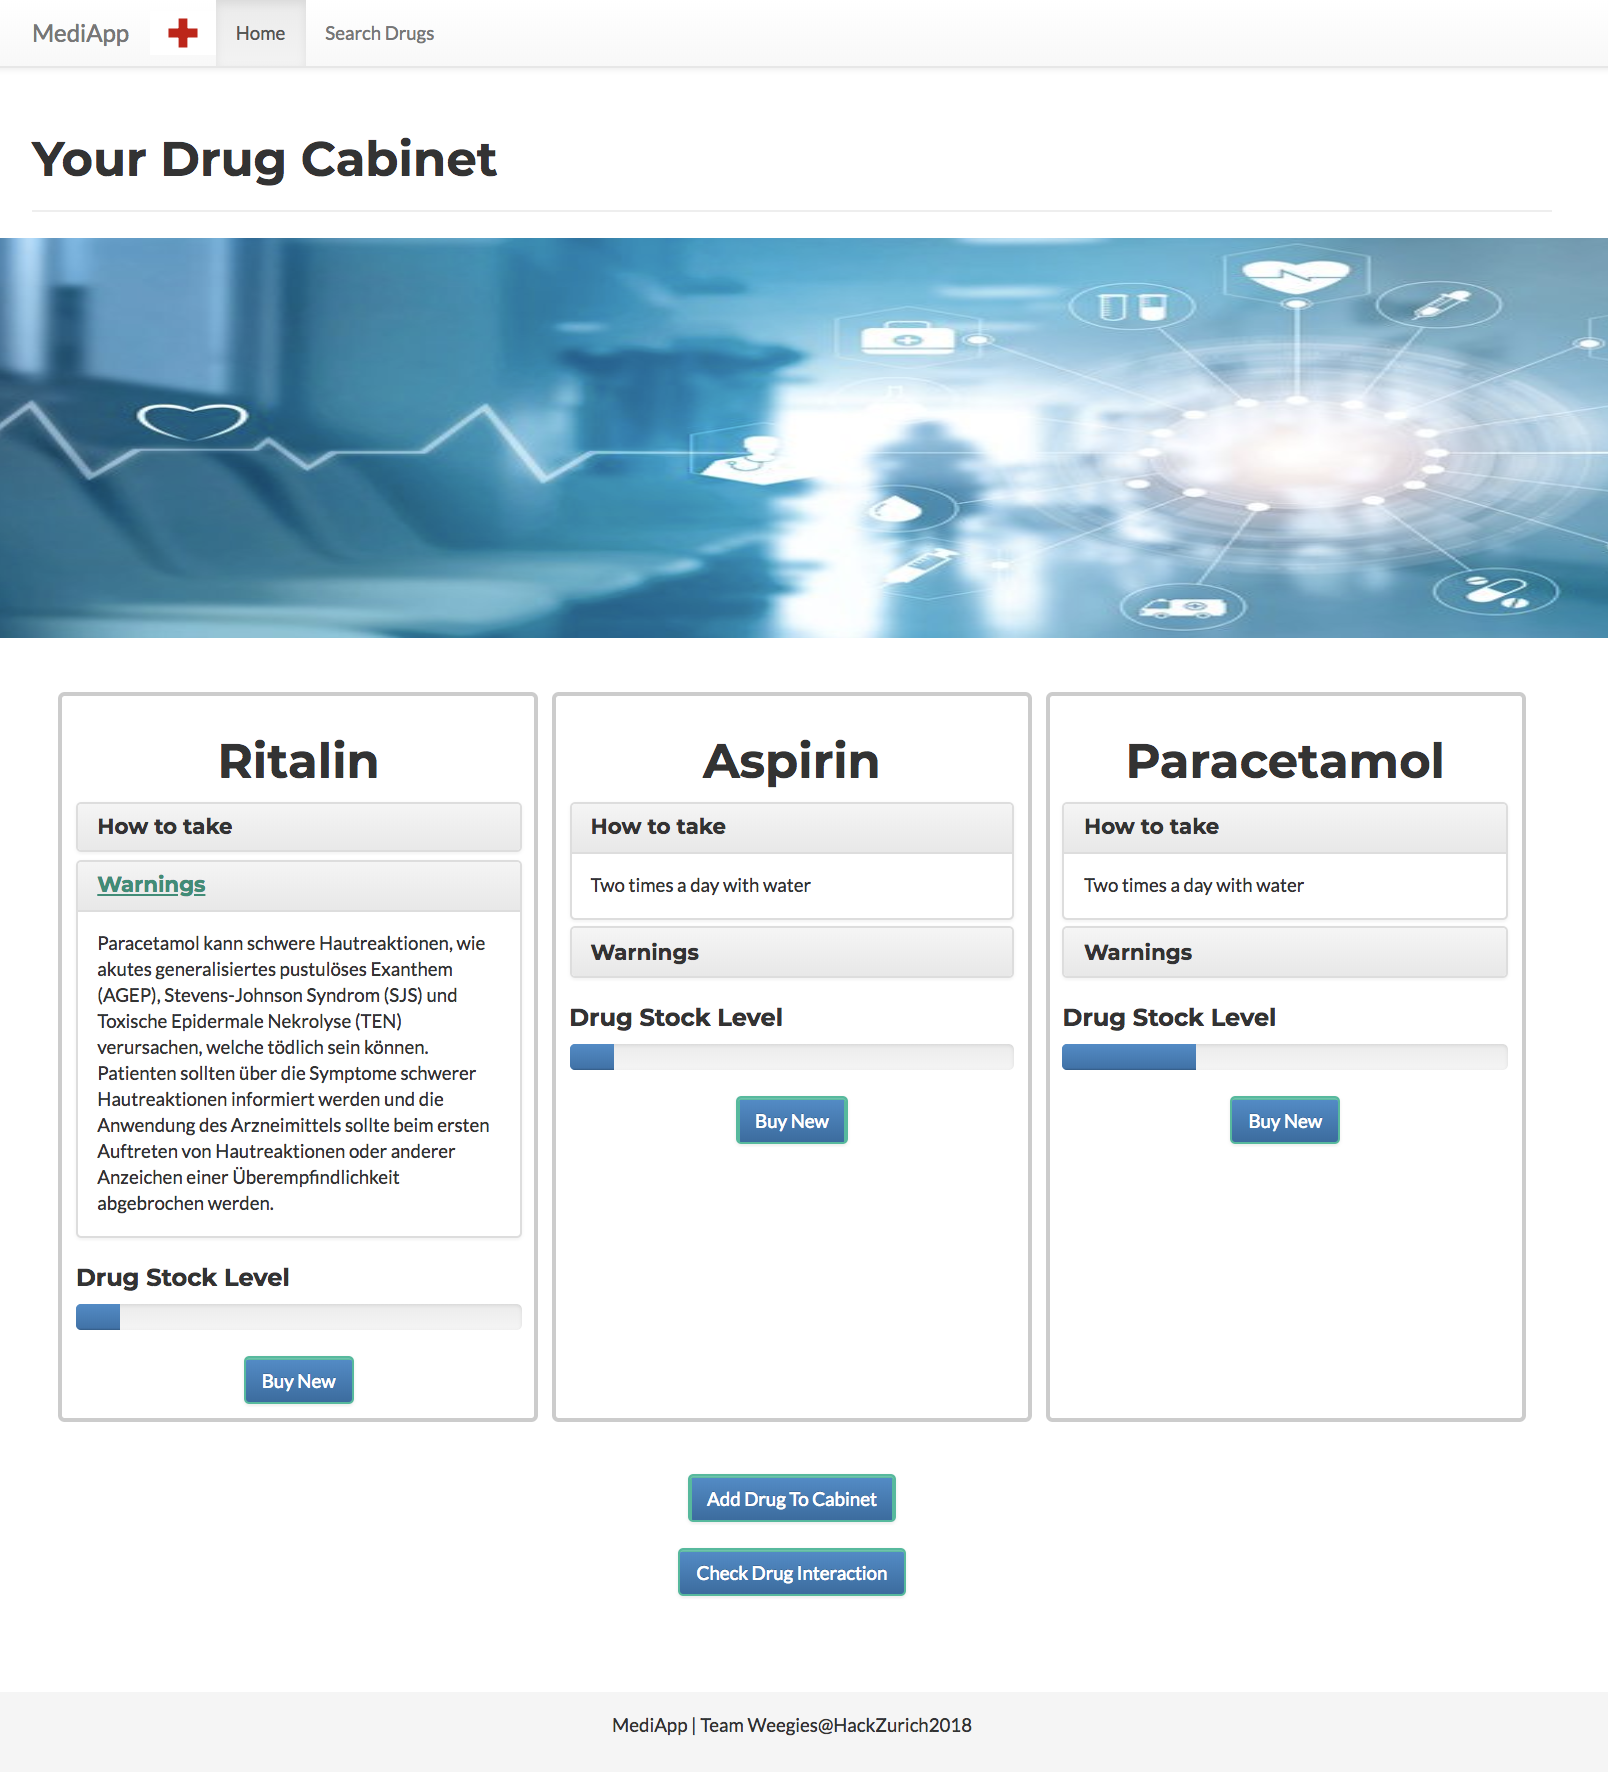 MediApp
Home
Search Drugs
Your Drug Cabinet
Ritalin
How to take
Warnings
Paracetamol kann schwere Hautreaktionen, wie
akutes generalisiertes pustulöses Exanthem
(AGEP), Stevens-Johnson Syndrom (SJS) und
Toxische Epidermale Nekrolyse (TEN)
verursachen, welche tödlich sein können.
Patienten sollten über die Symptome schwerer
Hautreaktionen informiert werden und die
Anwendung des Arzneimittels sollte beim ersten
Auftreten von Hautreaktionen oder anderer
Anzeichen einer Überempfindlichkeit
abgebrochen werden.
Drug Stock Level
Buy New
Aspirin
How to take
Two times a day with water
Warnings
Drug Stock Level
Buy New
Paracetamol
How to take
Two times a day with water
Warnings
Drug Stock Level
Buy New
Add Drug To Cabinet
Check Drug Interaction
MediApp | Team Weegies@HackZurich2018